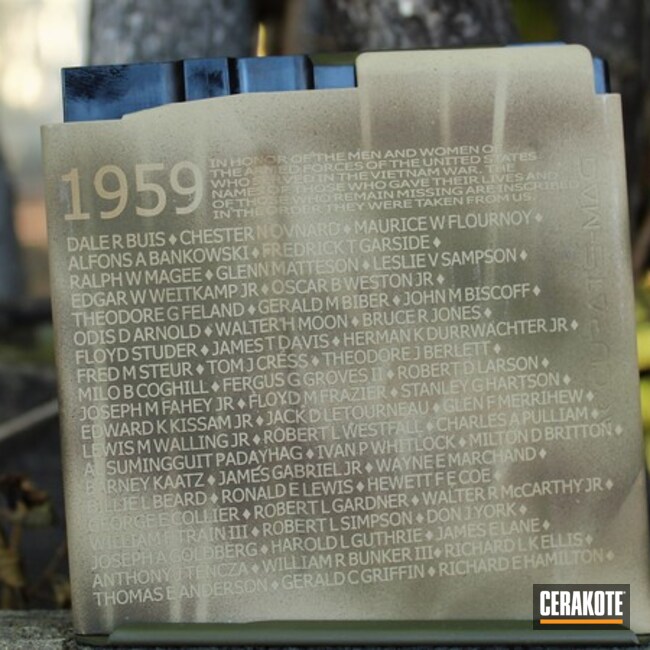 1959
IN HONOR OF THE MEN AND WOMEN OF
THE ARMED FORCES OF THE UNITED STATES
WHO SERVED IN THE VIETNAM WAR. THE
NAMES OF THOSE WHO GAVE THEIR LIVES AND
OF THOSE WHO REMAIN MISSING ARE INSCRIBED
IN THE ORDER THEY WERE TAKEN FROM US.
DALE R BUIS ♦ CHESTER N OVNARD ♦ MAURICE W FLOURNOY ♦
ALFONS A BANKOWSKI ♦ FREDRICK T GARSIDE ♦
RALPH W MAGEE ♦ GLENN MATTESON ♦ LESLIE V SAMPSON ♦
EDGAR W WEITKAMP JR ♦ OSCAR B WESTON JR ♦
THEODORE G FELAND ♦ GERALD M BIBER ♦ JOHN M BISCOFF ♦
ODIS D ARNOLD ♦ WALTER H MOON ♦ BRUCE R JONES ♦
FLOYD STUDER ♦ JAMES T DAVIS ♦ HERMAN K DURRWACHTER JR ♦
FRED M STEUR ♦ TOM J CRESS ♦ THEODORE J BERLETT ♦
MILO B COGHILL ♦ FERGUS C GROVES II ♦ ROBERT D LARSON ♦
JOSEPH M FAHEY JR ♦ FLOYD M FRAZIER ♦ STANLEY G HARTSON ♦
EDWARD K KISSAM JR ♦ JACK D LETOURNEAU ♦ GLEN F MERRIHEW ♦
LEWIS M WALLING JR ♦ ROBERT L WESTFALL ♦ CHARLES A PULLIAM ♦
AL SUMINGGUIT PADAYHAG ♦ IVAN P WHITLOCK ♦ MILTON D BRITTON ♦
BARNEY KAATZ ♦ JAMES GABRIEL JR ♦ WAYNE E MARCHAND ♦
BILLIE L BEARD ♦ RONALD E LEWIS ♦ HEWETT F E COE ♦
GEORGE E COLLIER ♦ ROBERT L GARDNER ♦ WALTER R McCARTHY JR ♦
WILLIAM F TRAIN III ♦ ROBERT L SIMPSON ♦ DON J YORK ♦
JOSEPH A GOLDBERG ♦ HAROLD L GUTHRIE ♦ JAMES E LANE ♦
ANTHONY J TENCZA ♦ WILLIAM R BUNKER III ♦ RICHARD L K ELLIS ♦
THOMAS E ANDERSON ♦ GERALD C GRIFFIN ♦ RICHARD E HAMILTON ♦
ACCURATE-MAG
CERAKOTE